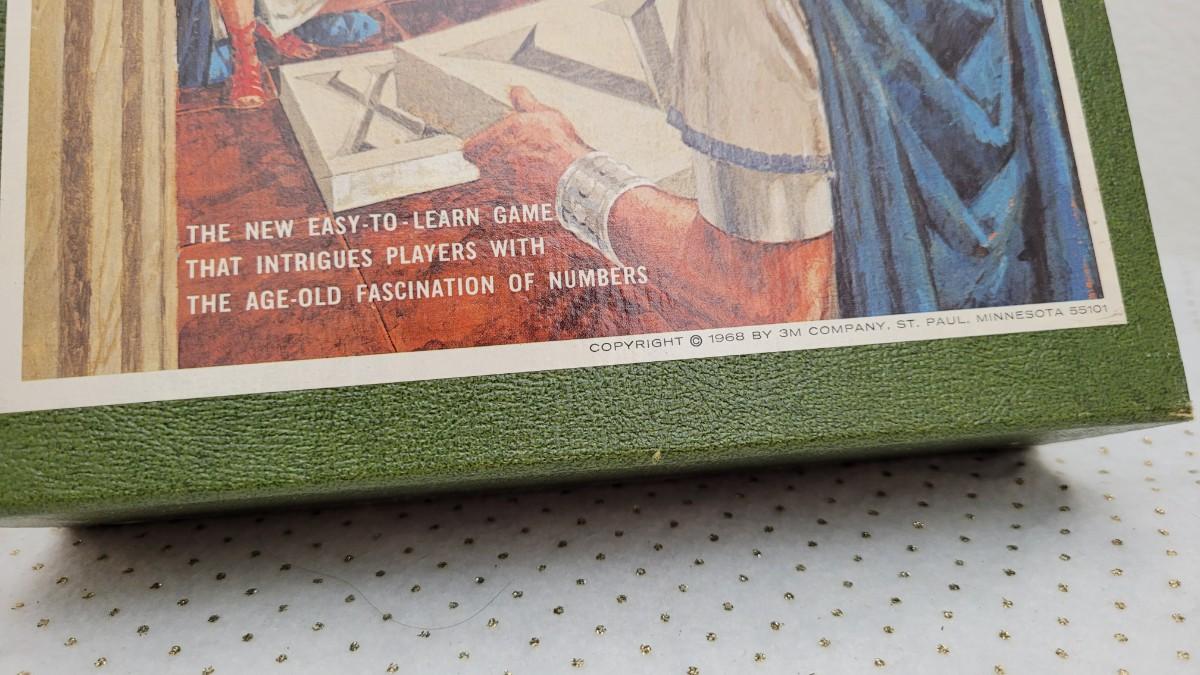 X
V
THE NEW EASY-TO-LEARN GAME
THAT INTRIGUES PLAYERS WITH
THE AGE-OLD FASCINATION OF NUMBERS
COPYRIGHT © 1968 BY 3M COMPANY, ST. PAUL, MINNESOTA 55101